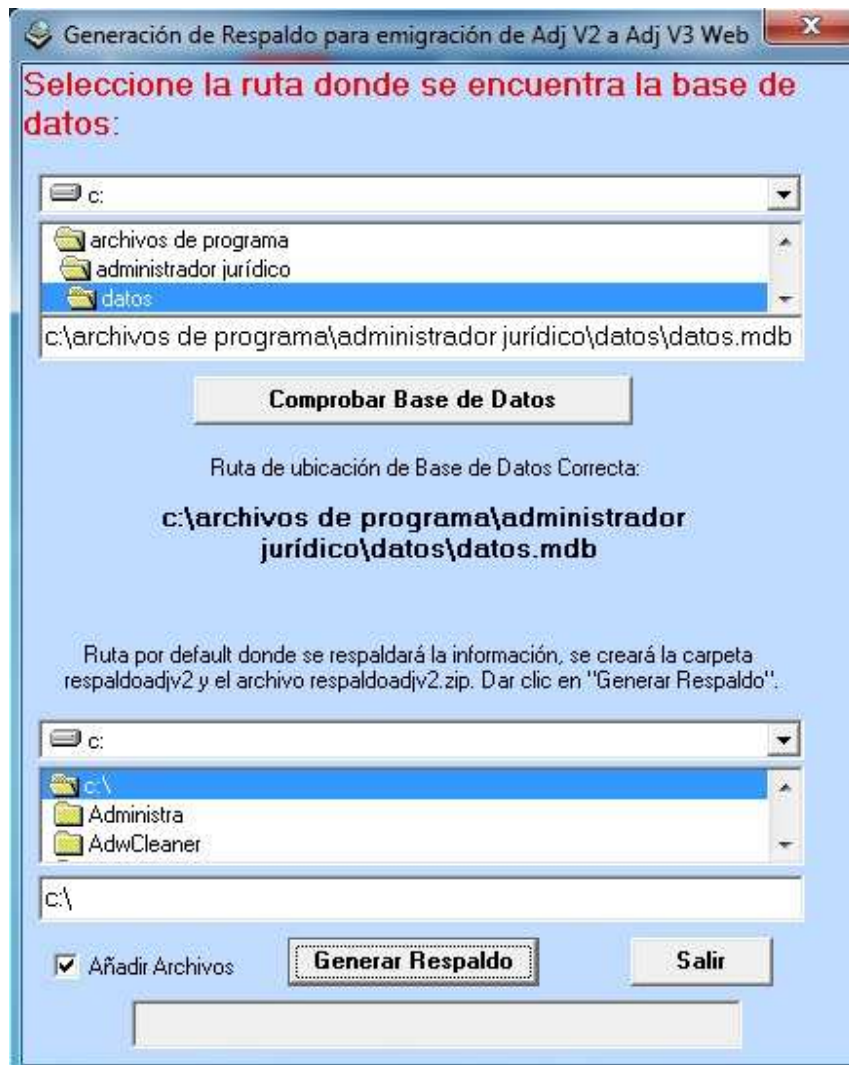 Generación de Respaldo para emigración de Adj V2 a Adj V3 Web
Seleccione la ruta donde se encuentra la base de
datos:
c:
archivos de programa
administrador jurídico
datos
c:\archivos de programa\administrador jurídico\datos\datos.mdb
Comprobar Base de Datos
Ruta de ubicación de Base de Datos Correcta:
c:\archivos de programa\administrador
jurídico\datos\datos.mdb
Ruta por default donde se respaldará la información, se creará la carpeta
respaldoadjv2 y el archivo respaldoadjv2.zip. Dar clic en "Generar Respaldo".
c:
c:\
Administra
AdwCleaner
c:\
Añadir Archivos
Generar Respaldo
Salir